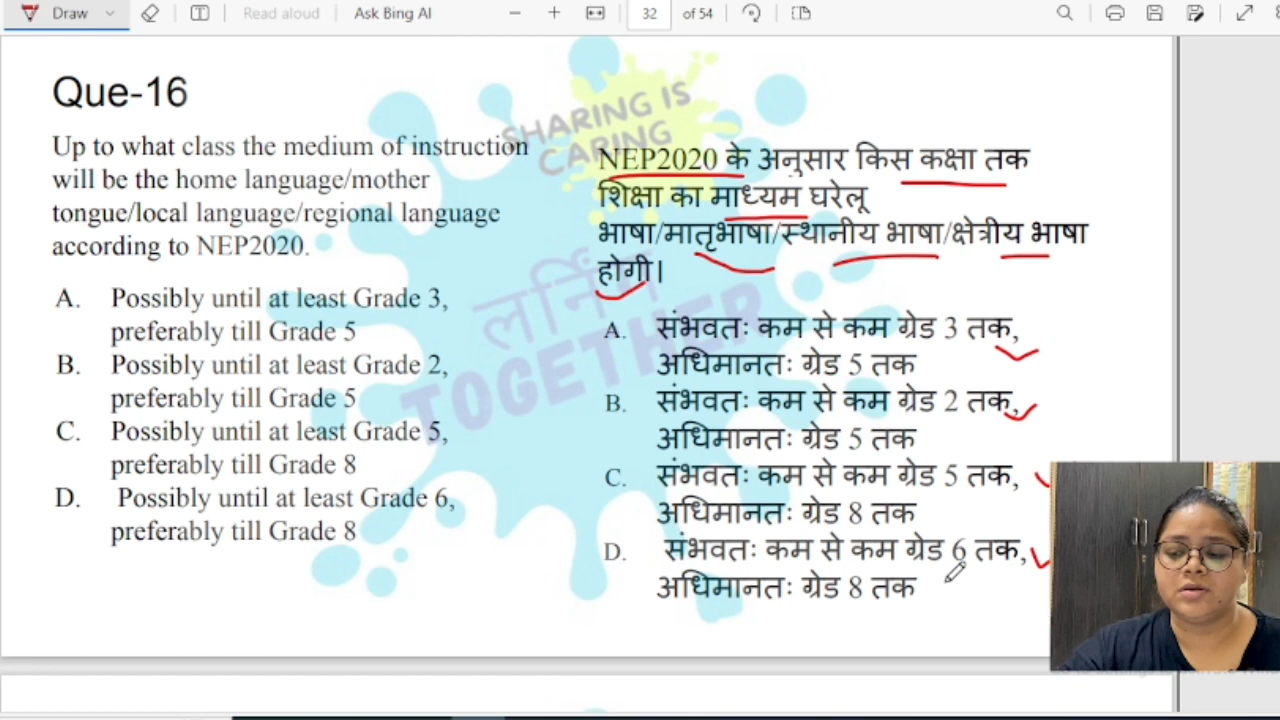 Draw
Read aloud
Ask Bing AI
32
of 54
Que-16
Up to what class the medium of instruction
will be the home language/mother
tongue/local language/regional language
according to NEP2020.
A. Possibly until at least Grade 3,
preferably till Grade 5
B. Possibly until at least Grade 2,
preferably till Grade 5
C. Possibly until at least Grade 5,
preferably till Grade 8
D. Possibly until at least Grade 6,
preferably till Grade 8
SHARING IS
CARING
लर्निंग
TOGETHER
NEP2020 के अनुसार किस कक्षा तक
शिक्षा का माध्यम घरेलू
भाषा/मातृभाषा/स्थानीय भाषा/क्षेत्रीय भाषा
होगी।
A. संभवतः कम से कम ग्रेड 3 तक,
अधिमानतः ग्रेड 5 तक
B. संभवतः कम से कम ग्रेड 2 तक,
अधिमानतः ग्रेड 5 तक
C. संभवतः कम से कम ग्रेड 5 तक,
अधिमानतः ग्रेड 8 तक
D. संभवतः कम से कम ग्रेड 6 तक,
अधिमानतः ग्रेड 8 तक